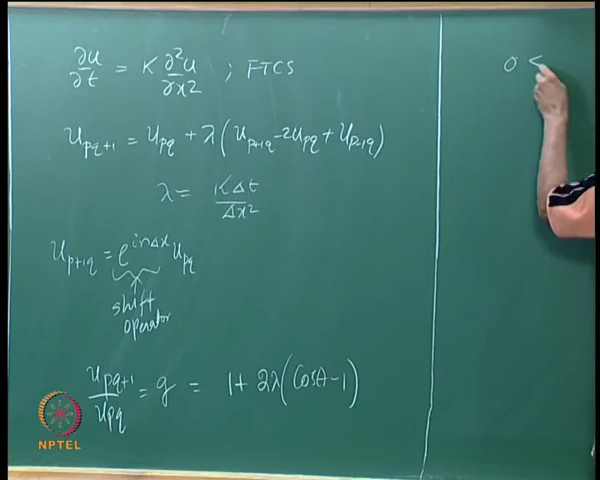 ∂u/∂t = K ∂²u/∂x² ; FTCS
u_{pq+1} = u_{pq} + λ(u_{p+1q} - 2u_{pq} + u_{p-1q})
λ = KΔt/Δx²
u_{p+1q} = e^{inΔx} u_{pq}
shift
operator
u_{pq+1}/u_{pq} = g = 1 + 2λ(cosθ - 1)
0 <
NPTEL